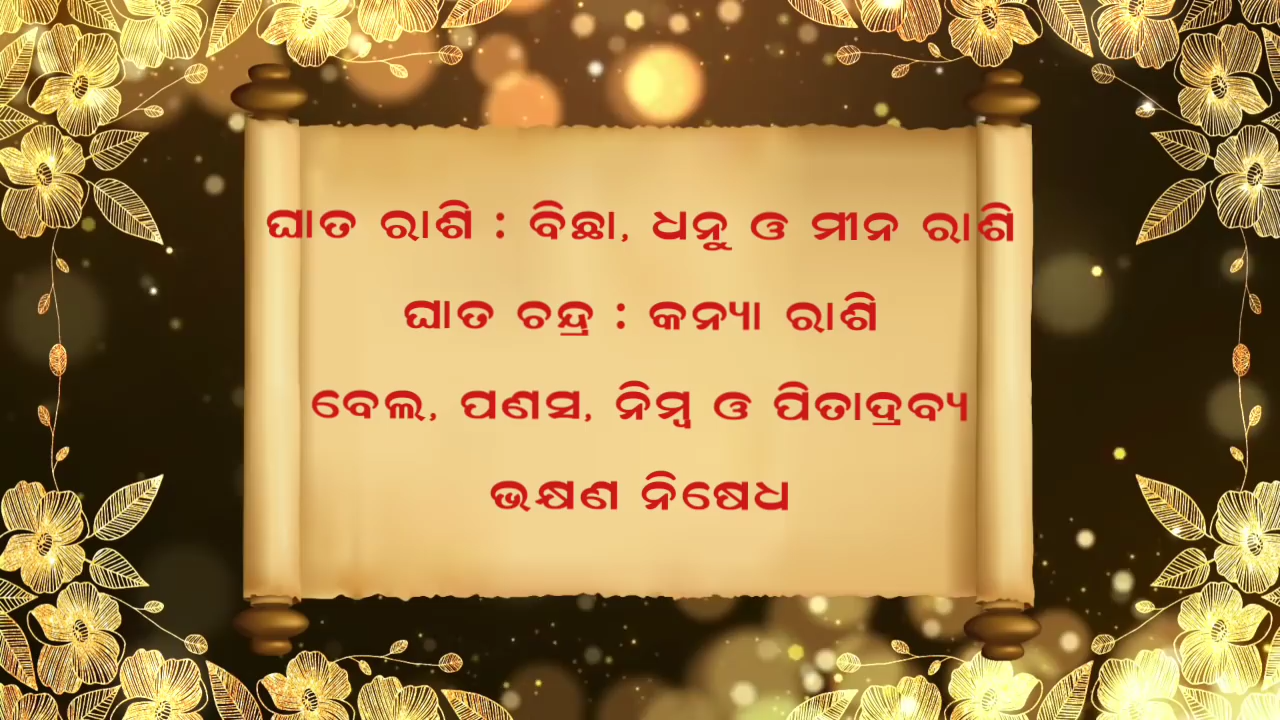 ଘାତ ରାଶି : ବିଛା, ଧନୁ ଓ ମୀନ ରାଶି
ଘାତ ଚନ୍ଦ୍ର : କନ୍ୟା ରାଶି
ବେଲ, ପଣସ, ନିମ୍ବ ଓ ପିତାଦ୍ରବ୍ୟ
ଭକ୍ଷଣ ନିଷେଧ